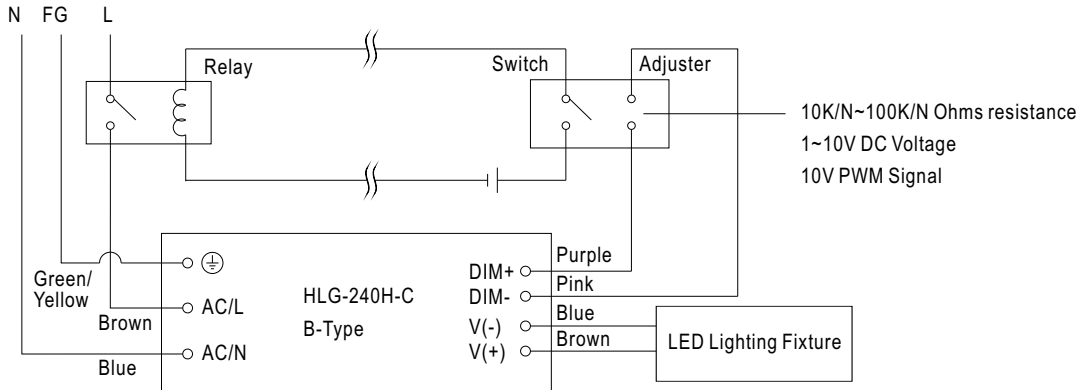 N FG L
Relay
Switch
Adjuster
10K/N~100K/N Ohms resistance
1~10V DC Voltage
10V PWM Signal
Green/
Yellow
Brown
Blue
AC/L
AC/N
HLG-240H-C
B-Type
DIM+
DIM-
V(-)
V(+)
Purple
Pink
Blue
Brown
LED Lighting Fixture